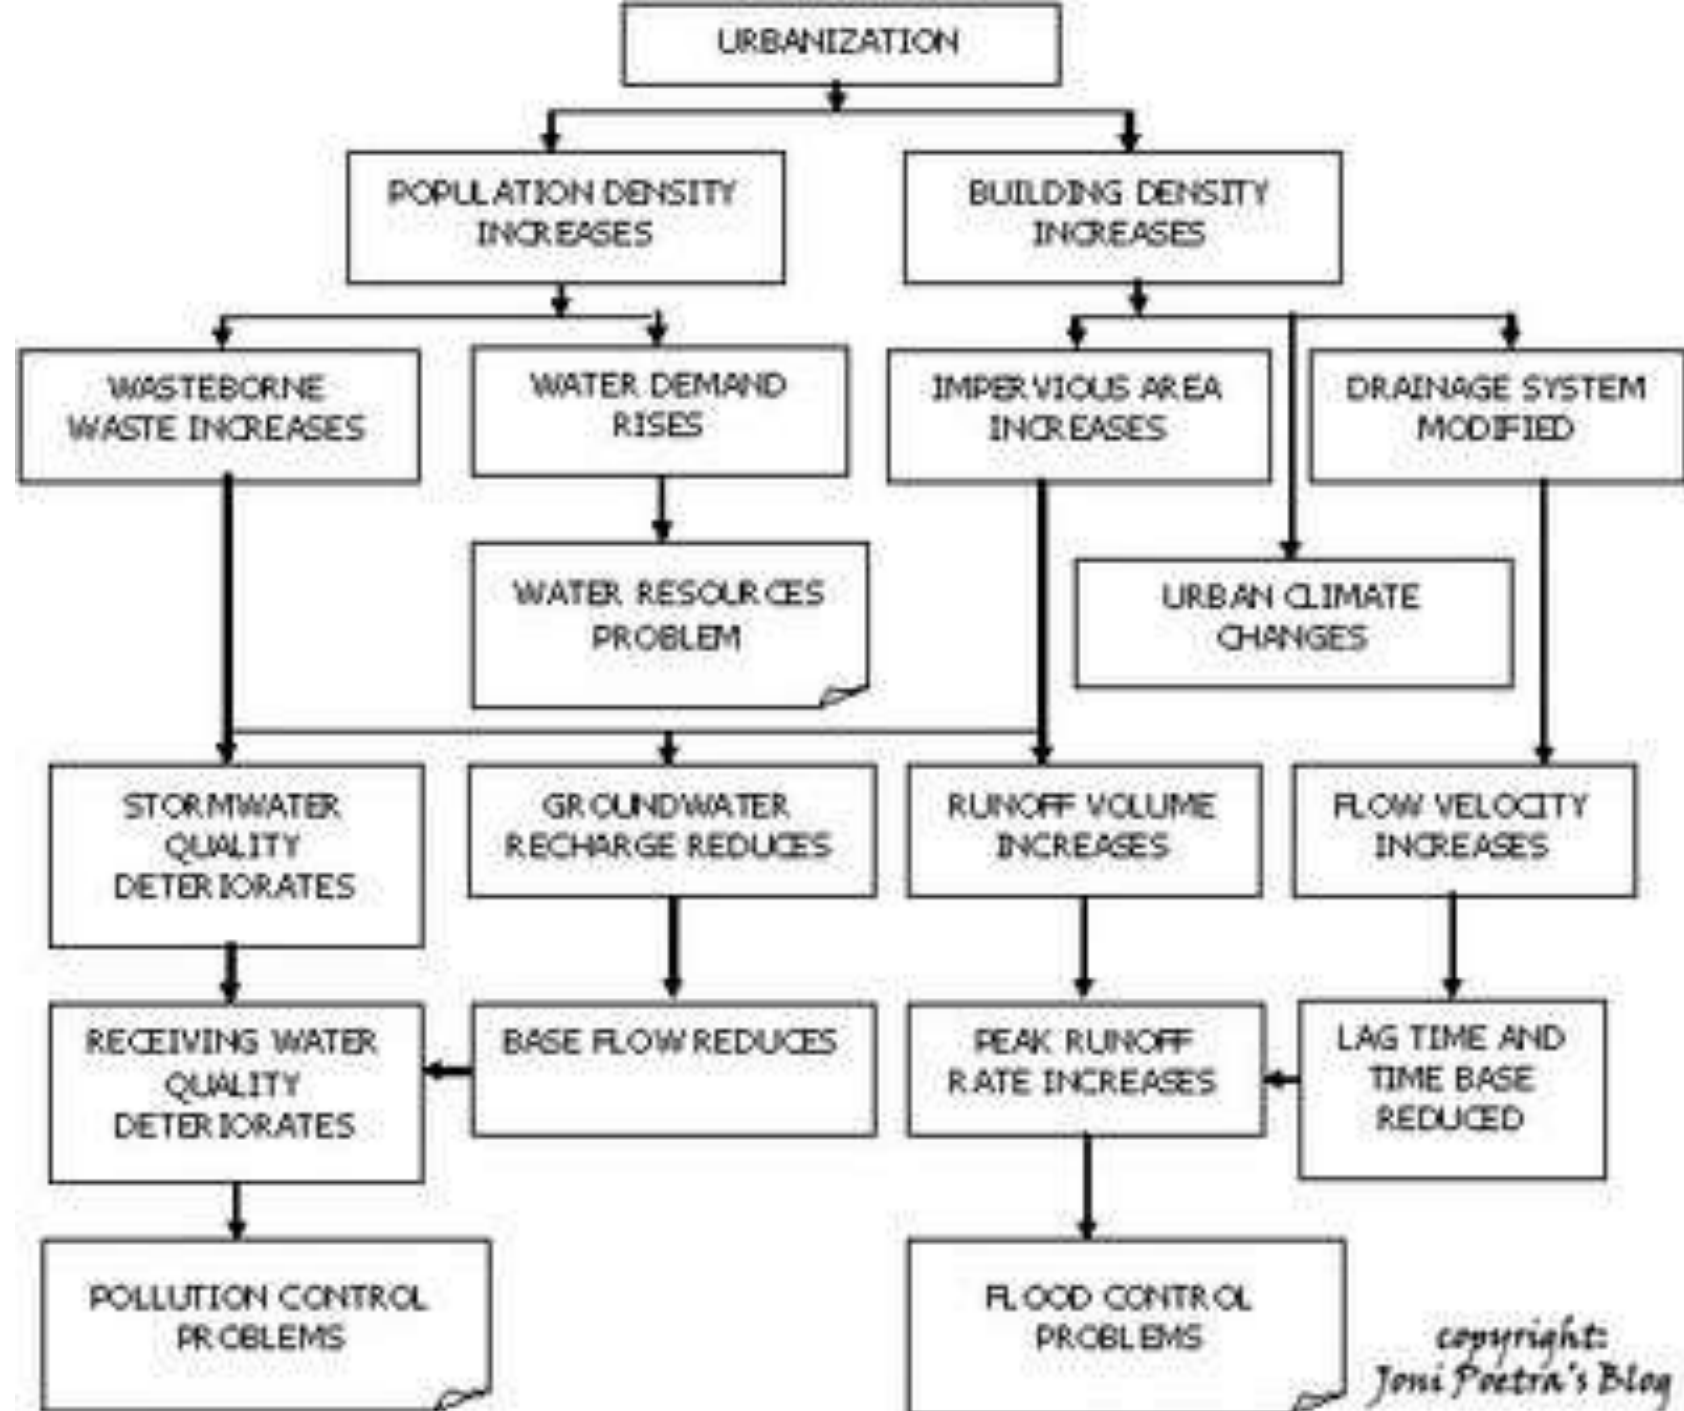 URBANIZATION
POPULATION DENSITY
INCREASES
BUILDING DENSITY
INCREASES
WASTEBORNE
WASTE INCREASES
WATER DEMAND
RISES
IMPERVIOUS AREA
INCREASES
DRAINAGE SYSTEM
MODIFIED
WATER RESOURCES
PROBLEM
URBAN CLIMATE
CHANGES
STORMWATER
QUALITY
DETERIORATES
GROUNDWATER
RECHARGE REDUCES
RUNOFF VOLUME
INCREASES
FLOW VELOCITY
INCREASES
RECEIVING WATER
QUALITY
DETERIORATES
BASE FLOW REDUCES
PEAK RUNOFF
RATE INCREASES
LAG TIME AND
TIME BASE
REDUCED
POLLUTION CONTROL
PROBLEMS
FLOOD CONTROL
PROBLEMS
copyright:
Joni Poetra's Blog